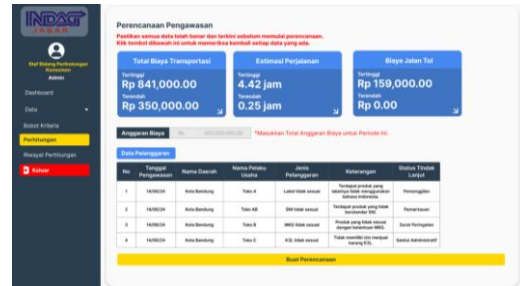 INDAGT
JABAR
Staf Bidang Perlindungan
Konsumen
Admin
Dashboard
Data
Bobot Kriteria
Perhitungan
Riwayat Perhitungan
Keluar
Perencanaan Pengawasan
Pastikan semua data telah benar dan terkini sebelum memulai perencanaan.
Klik tombol dibawah ini untuk memeriksa kembali setiap data yang ada.
Total Biaya Transportasi
Tertinggi
Rp 841,000.00
Terendah
Rp 350,000.00
Estimasi Perjalanan
Tertinggi
4.42 jam
Terendah
0.25 jam
Biaya Jalan Tol
Tertinggi
Rp 159,000.00
Terendah
Rp 0.00
Anggaran Biaya Rp. *Masukkan Total Anggaran Biaya untuk Periode ini.
Data Pelanggaran
No Tanggal Pengawasan Nama Daerah Nama Pelaku Usaha Jenis Pelanggaran Keterangan Status Tindak Lanjut
1 14/06/24 Kota Bandung Toko A Label tidak sesuai Terdapat produk yang labelnya tidak menggunakan bahasa Indonesia. Pemanggilan
2 14/06/24 Kota Bandung Toko AB SNI tidak sesuai Terdapat produk yang tidak berstandar SNI. Pemantauan
3 14/06/24 Kota Bandung Toko B MKG tidak sesuai Produk yang tidak sesuai dengan ketentuan MKG. Surat Peringatan
4 14/06/24 Kota Bandung Toko C K3L tidak sesuai Tidak memiliki izin menjual barang K3L. Sanksi Administratif
Buat Perencanaan